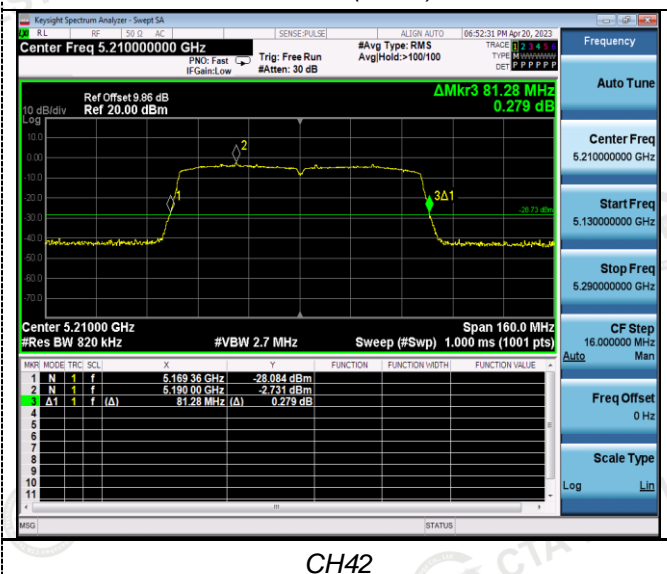 Keysight Spectrum Analyzer - Swept SA
RL RF 50 Ω AC SENSE:PULSE ALIGN AUTO 06:52:31 PM Apr 20, 2023
Center Freq 5.210000000 GHz
PNO: Fast
IFGain:Low
Trig: Free Run
#Atten: 30 dB
#Avg Type: RMS
Avg|Hold:>100/100
TRACE 1 2 3 4 5 6
TYPE M W W W W W
DET P P P P P P
Frequency
Auto Tune
Center Freq
5.210000000 GHz
Start Freq
5.130000000 GHz
Stop Freq
5.290000000 GHz
CF Step
16.000000 MHz
Auto Man
Freq Offset
0 Hz
Scale Type
Log Lin
ΔMkr3 81.28 MHz
0.279 dB
Ref Offset 9.86 dB
10 dB/div Ref 20.00 dBm
Log
10.0
0.00
-10.0
-20.0
-30.0
-40.0
-50.0
-60.0
-70.0
2
1
3Δ1
-28.73 dBm
Center 5.21000 GHz Span 160.0 MHz
#Res BW 820 kHz #VBW 2.7 MHz Sweep (#Swp) 1.000 ms (1001 pts)
MKR MODE TRC SCL X Y FUNCTION FUNCTION WIDTH FUNCTION VALUE
1 N 1 f 5.169 36 GHz -28.084 dBm
2 N 1 f 5.190 00 GHz -2.731 dBm
3 Δ1 1 f (Δ) 81.28 MHz (Δ) 0.279 dB
4
5
6
7
8
9
10
11
MSG STATUS
CH42